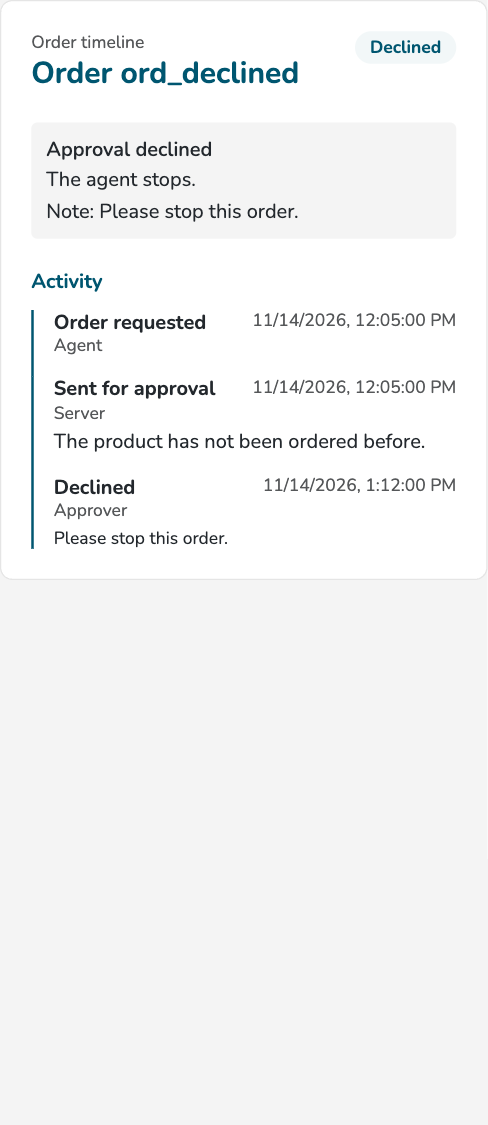 Order timeline
Declined
Order ord_declined
Approval declined
The agent stops.
Note: Please stop this order.
Activity
Order requested 11/14/2026, 12:05:00 PM
Agent
Sent for approval 11/14/2026, 12:05:00 PM
Server
The product has not been ordered before.
Declined 11/14/2026, 1:12:00 PM
Approver
Please stop this order.